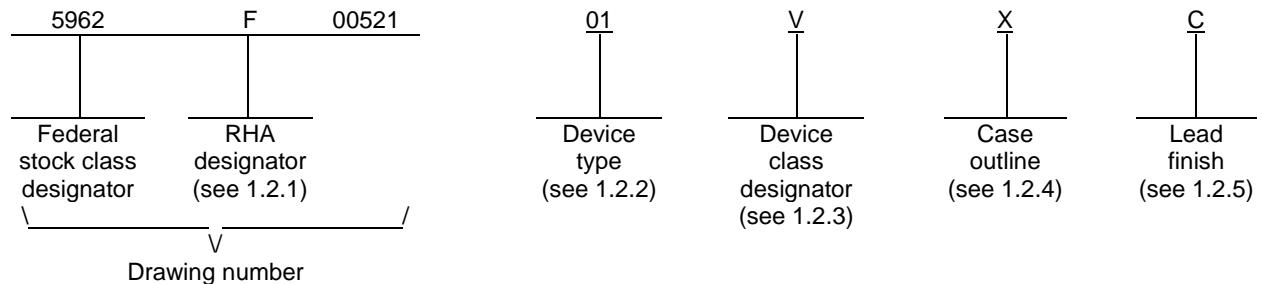 5962 F 00521 01 V X C
Federal RHA Device Device Case Lead
stock class designator type class outline finish
designator (see 1.2.1) (see 1.2.2) designator (see 1.2.4) (see 1.2.5)
(see 1.2.3)
\ /
\/
Drawing number